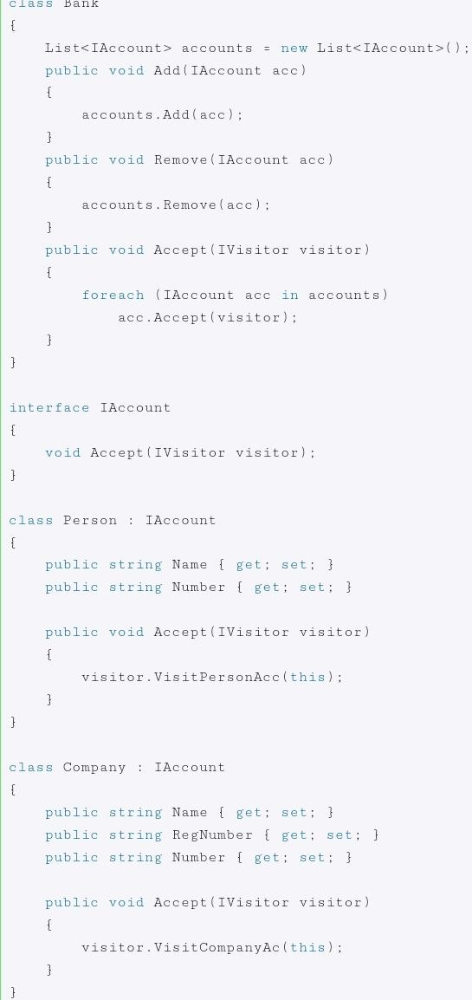 class Bank
{
    List<IAccount> accounts = new List<IAccount>();
    public void Add(IAccount acc)
    {
        accounts.Add(acc);
    }
    public void Remove(IAccount acc)
    {
        accounts.Remove(acc);
    }
    public void Accept(IVisitor visitor)
    {
        foreach (IAccount acc in accounts)
            acc.Accept(visitor);
    }
}

interface IAccount
{
    void Accept(IVisitor visitor);
}

class Person : IAccount
{
    public string Name { get; set; }
    public string Number { get; set; }

    public void Accept(IVisitor visitor)
    {
        visitor.VisitPersonAcc(this);
    }
}

class Company : IAccount
{
    public string Name { get; set; }
    public string RegNumber { get; set; }
    public string Number { get; set; }

    public void Accept(IVisitor visitor)
    {
        visitor.VisitCompanyAc(this);
    }
}